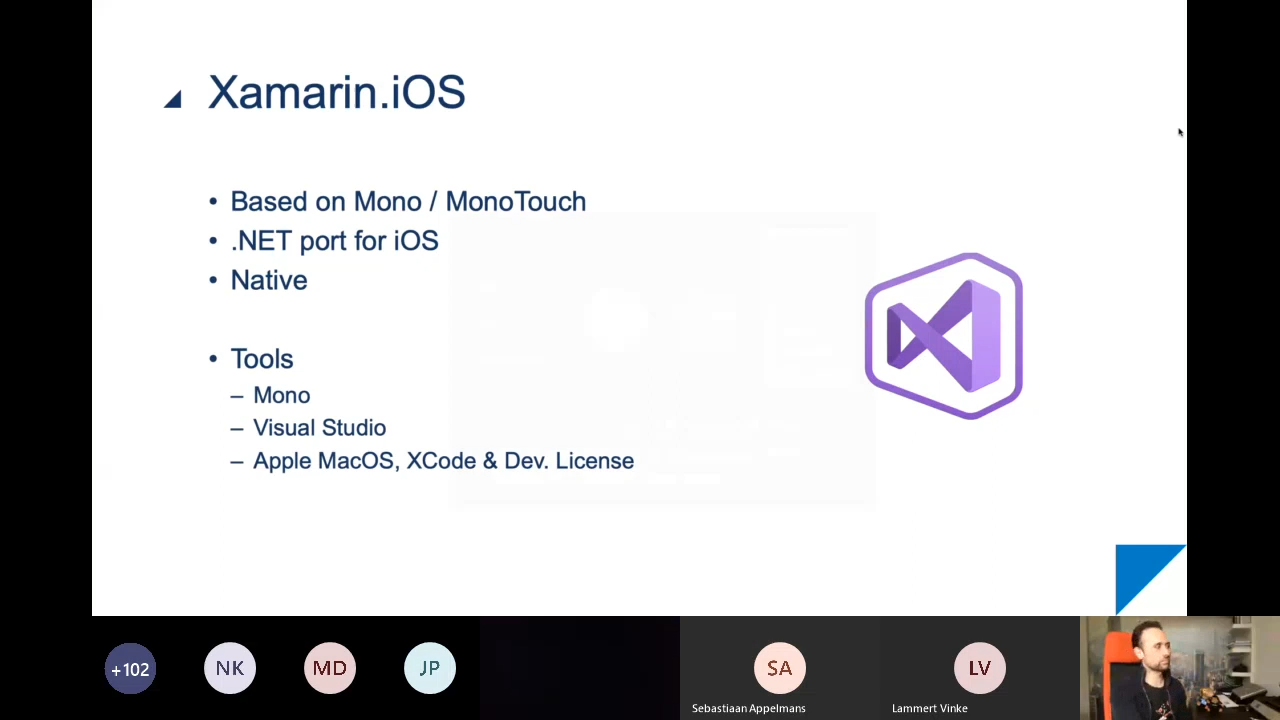 Xamarin.iOS
• Based on Mono / MonoTouch
• .NET port for iOS
• Native
• Tools
– Mono
– Visual Studio
– Apple MacOS, XCode & Dev. License
+102
NK
MD
JP
SA
Sebastiaan Appelmans
LV
Lammert Vinke